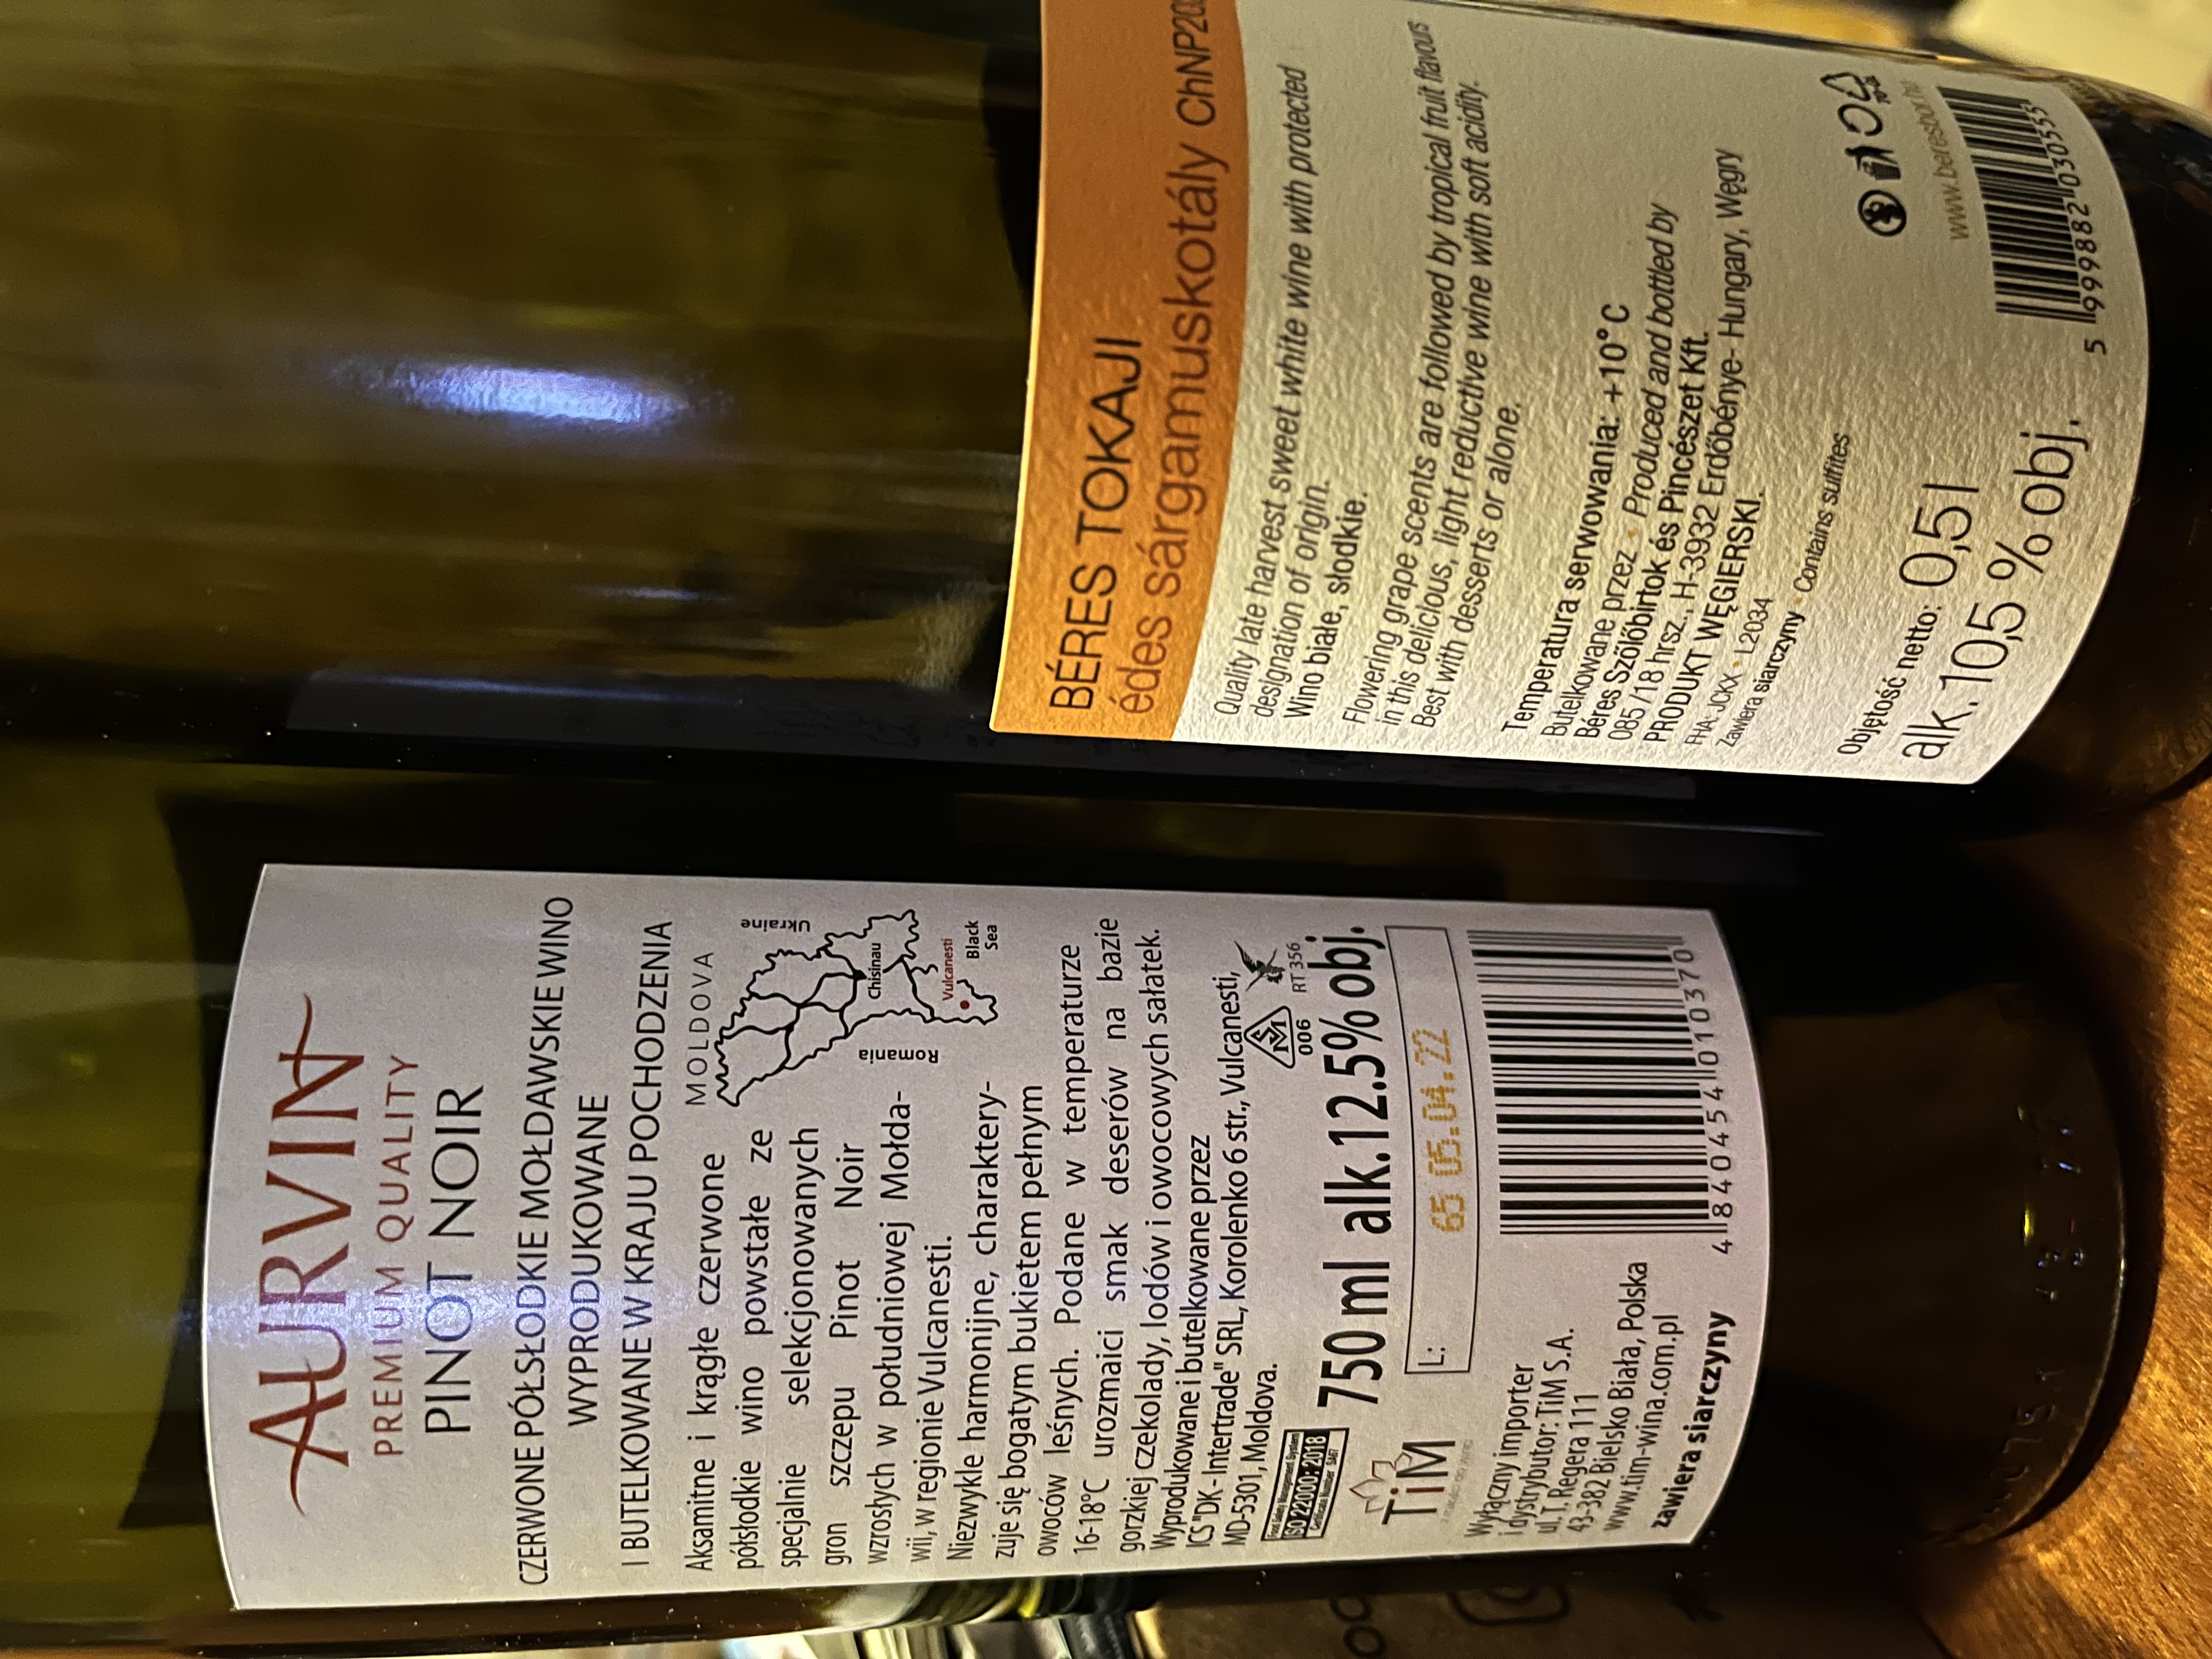 AURVIN
PREMIUM QUALITY
PINOT NOIR
CZERWONE PÓŁSŁODKIE MOŁDAWSKIE WINO
WYPRODUKOWANE
I BUTELKOWANE W KRAJU POCHODZENIA
Aksamitne i krągłe czerwone
półsłodkie wino powstałe ze
specjalnie selekcjonowanych
gron szczepu Pinot Noir
wzrosłych w południowej Mołda-
wii, w regionie Vulcanesti.
Niezwykle harmonijne, charaktery-
zuje się bogatym bukietem pełnym
owoców leśnych. Podane w temperaturze
16-18°C urozmaici smak deserów na bazie
gorzkiej czekolady, lodów i owocowych sałatek.
MOLDOVA
Ukraine
Chisinau
Romania
Vulcanesti
Black
Sea
Wyprodukowane i butelkowane przez
ICS "DK - Intertrade" SRL, Korolenko 6 str., Vulcanesti,
MD-5301, Moldova.
006
RT 356
Food Safety Management System
ISO 22000:2018
750 ml alk.12.5% obj.
TiM
L: 65 05.04.22
Wyłączny importer
i dystrybutor: TiM S.A.
ul. T. Regera 111
43-382 Bielsko Biała, Polska
www.tim-wina.com.pl
zawiera siarczyny
4 840454 010370
BÉRES TOKAJI
édes sárgamuskotály
Quality late harvest sweet white wine with protected
designation of origin.
Wino białe, słodkie.
Flowering grape scents are followed by tropical fruit flavours
in this delicious, light reductive wine with soft acidity.
Best with desserts or alone.
Temperatura serwowania: +10°C
Butelkowane przez • Produced and bottled by
Béres Szőlőbirtok és Pincészet Kft.
085/18 hrsz., H-3932 Erdőbénye- Hungary, Węgry
PRODUKT WĘGIERSKI.
FHA: JCKX • L2034
Zawiera siarczyny • Contains sulfites
Objętość netto: 0,5 l
alk. 10,5 % obj.
5 999882 030555